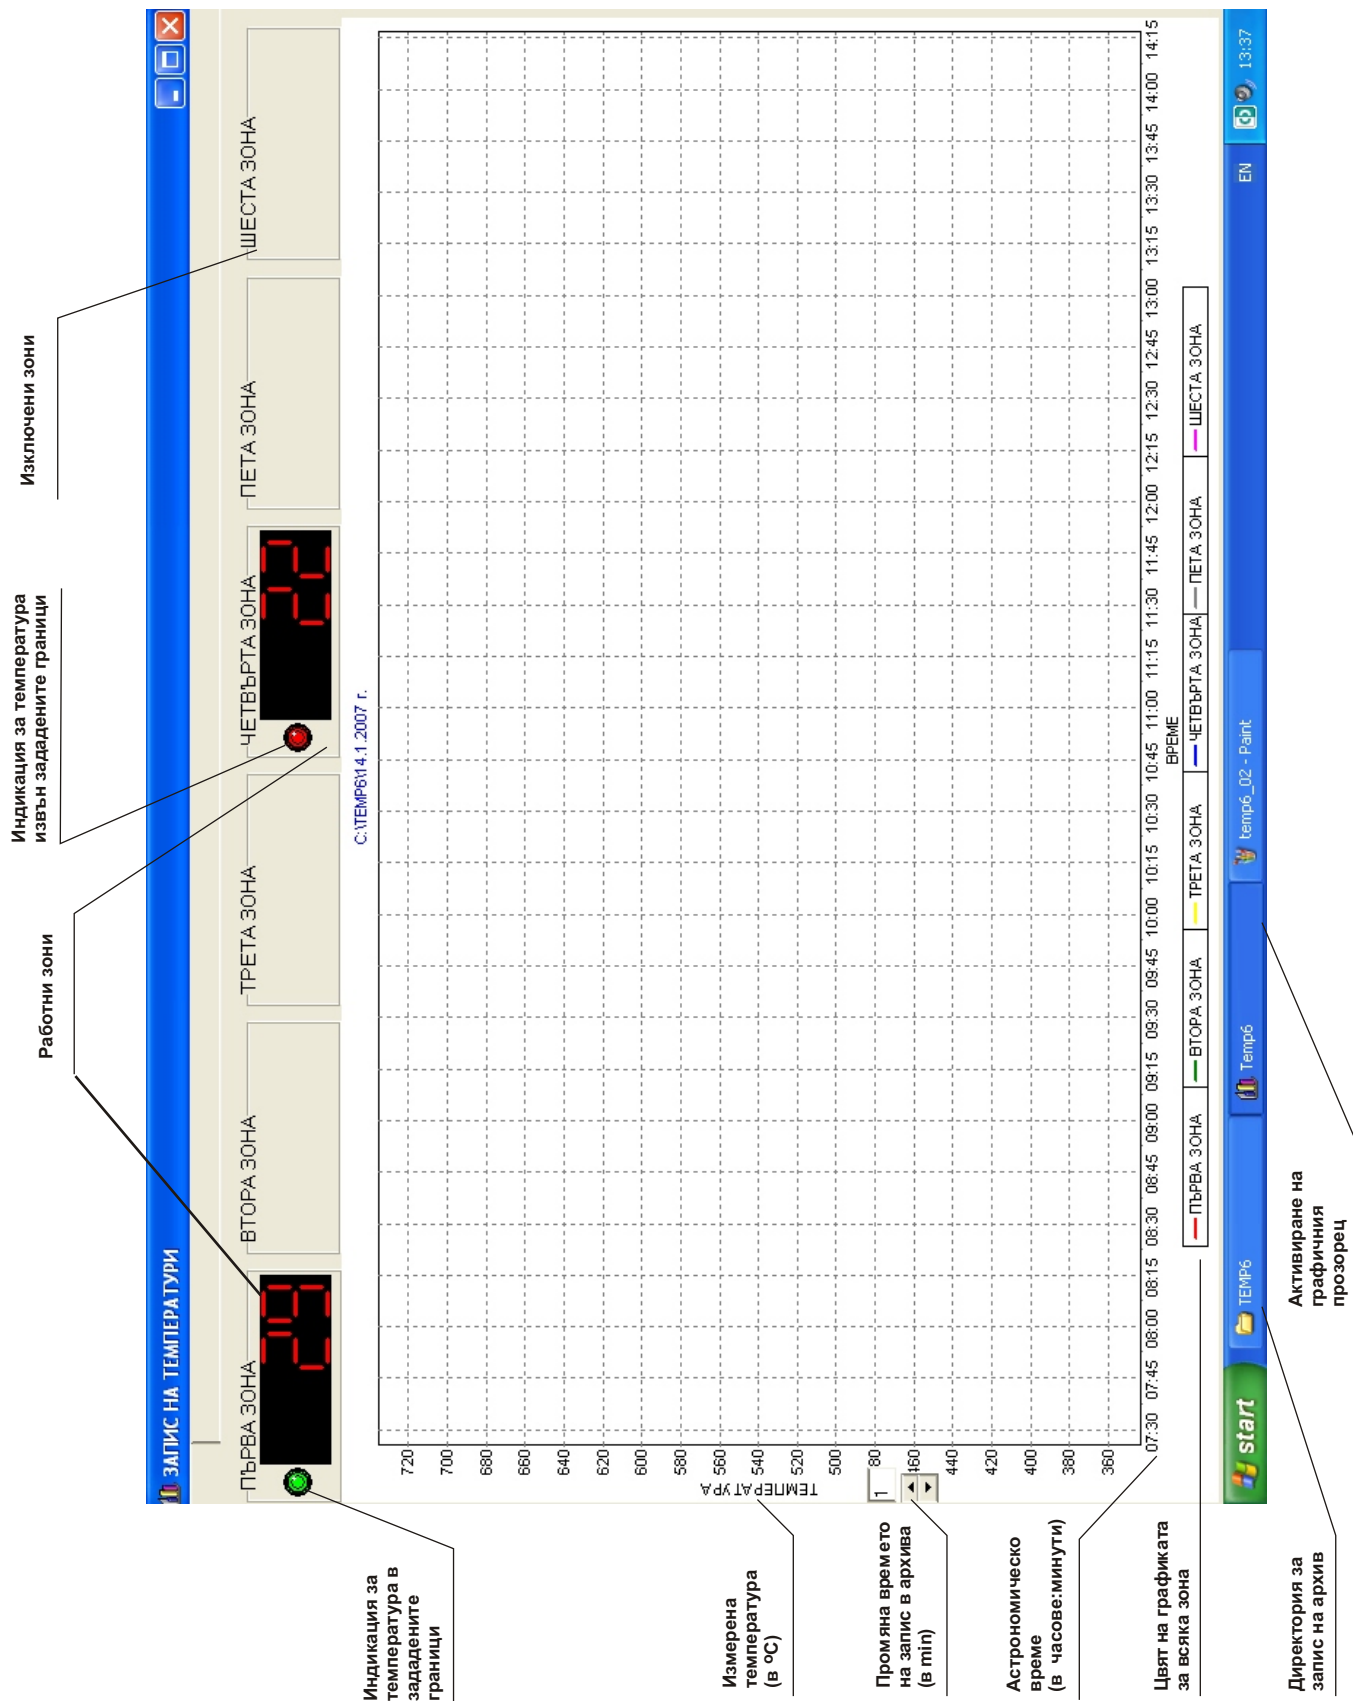 Индикация за температура
извън зададените граници
Изключени зони
Работни зони
ЗАПИС НА ТЕМПЕРАТУРИ
ПЪРВА ЗОНА
29
ВТОРА ЗОНА
ТРЕТА ЗОНА
ЧЕТВЪРТА ЗОНА
22
ПЕТА ЗОНА
ШЕСТА ЗОНА
C:\TEMP6\14.1.2007 г.
Индикация за
температура в
зададените
граници
720
700
680
660
640
620
600
580
560
540
520
500
80
460
440
420
400
380
360
ТЕМПЕРАТУРА
1
Измерена
температура
(в ºC)
Промяна времето
на запис в архива
(в min)
Астрономическо
време
(в часове:минути)
07:30 07:45 08:00 08:15 08:30 08:45 09:00 09:15 09:30 09:45 10:00 10:15 10:30 10:45 11:00 11:15 11:30 11:45 12:00 12:15 12:30 12:45 13:00 13:15 13:30 13:45 14:00 14:15
ВРЕМЕ
ПЪРВА ЗОНА ВТОРА ЗОНА ТРЕТА ЗОНА ЧЕТВЪРТА ЗОНА ПЕТА ЗОНА ШЕСТА ЗОНА
Цвят на графиката
за всяка зона
start TEMP6 Temp6 temp6_02 - Paint EN 13:37
Директория за
запис на архив
Активиране на
графичния
прозорец